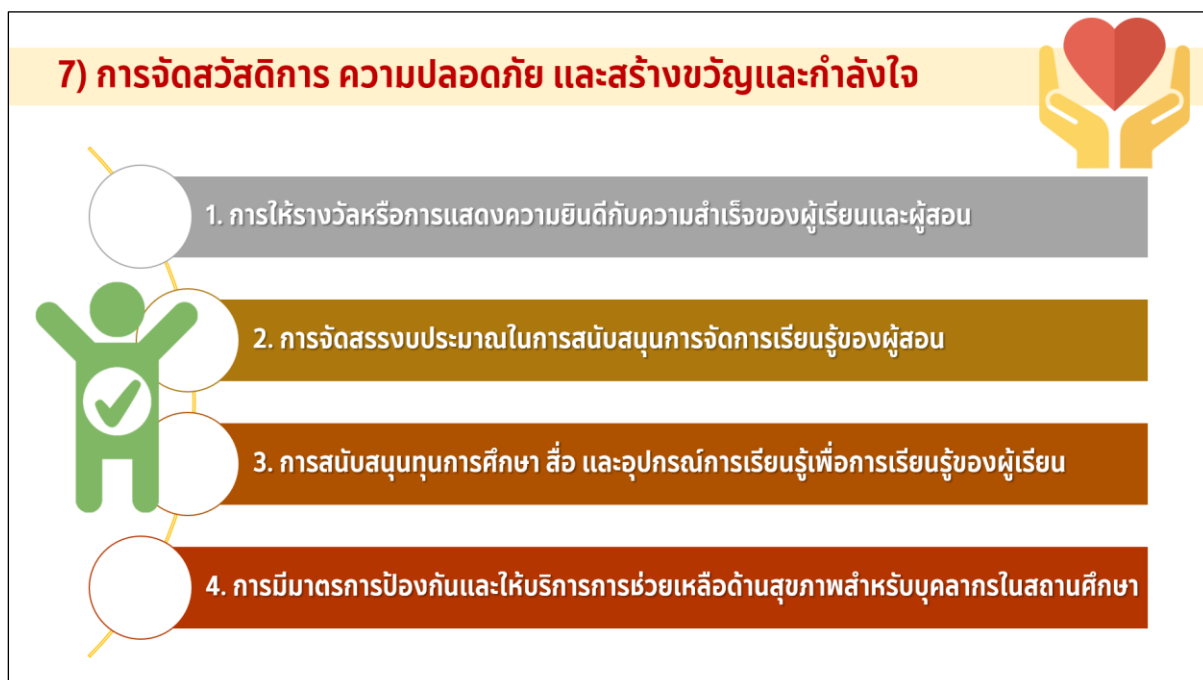 7) การจัดสวัสดิการ ความปลอดภัย และสร้างขวัญและกำลังใจ
1. การให้รางวัลหรือการแสดงความยินดีกับความสำเร็จของผู้เรียนและผู้สอน
2. การจัดสรรงบประมาณในการสนับสนุนการจัดการเรียนรู้ของผู้สอน
3. การสนับสนุนทุนการศึกษา สื่อ และอุปกรณ์การเรียนรู้เพื่อการเรียนรู้ของผู้เรียน
4. การมีมาตรการป้องกันและให้บริการการช่วยเหลือด้านสุขภาพสำหรับบุคลากรในสถานศึกษา